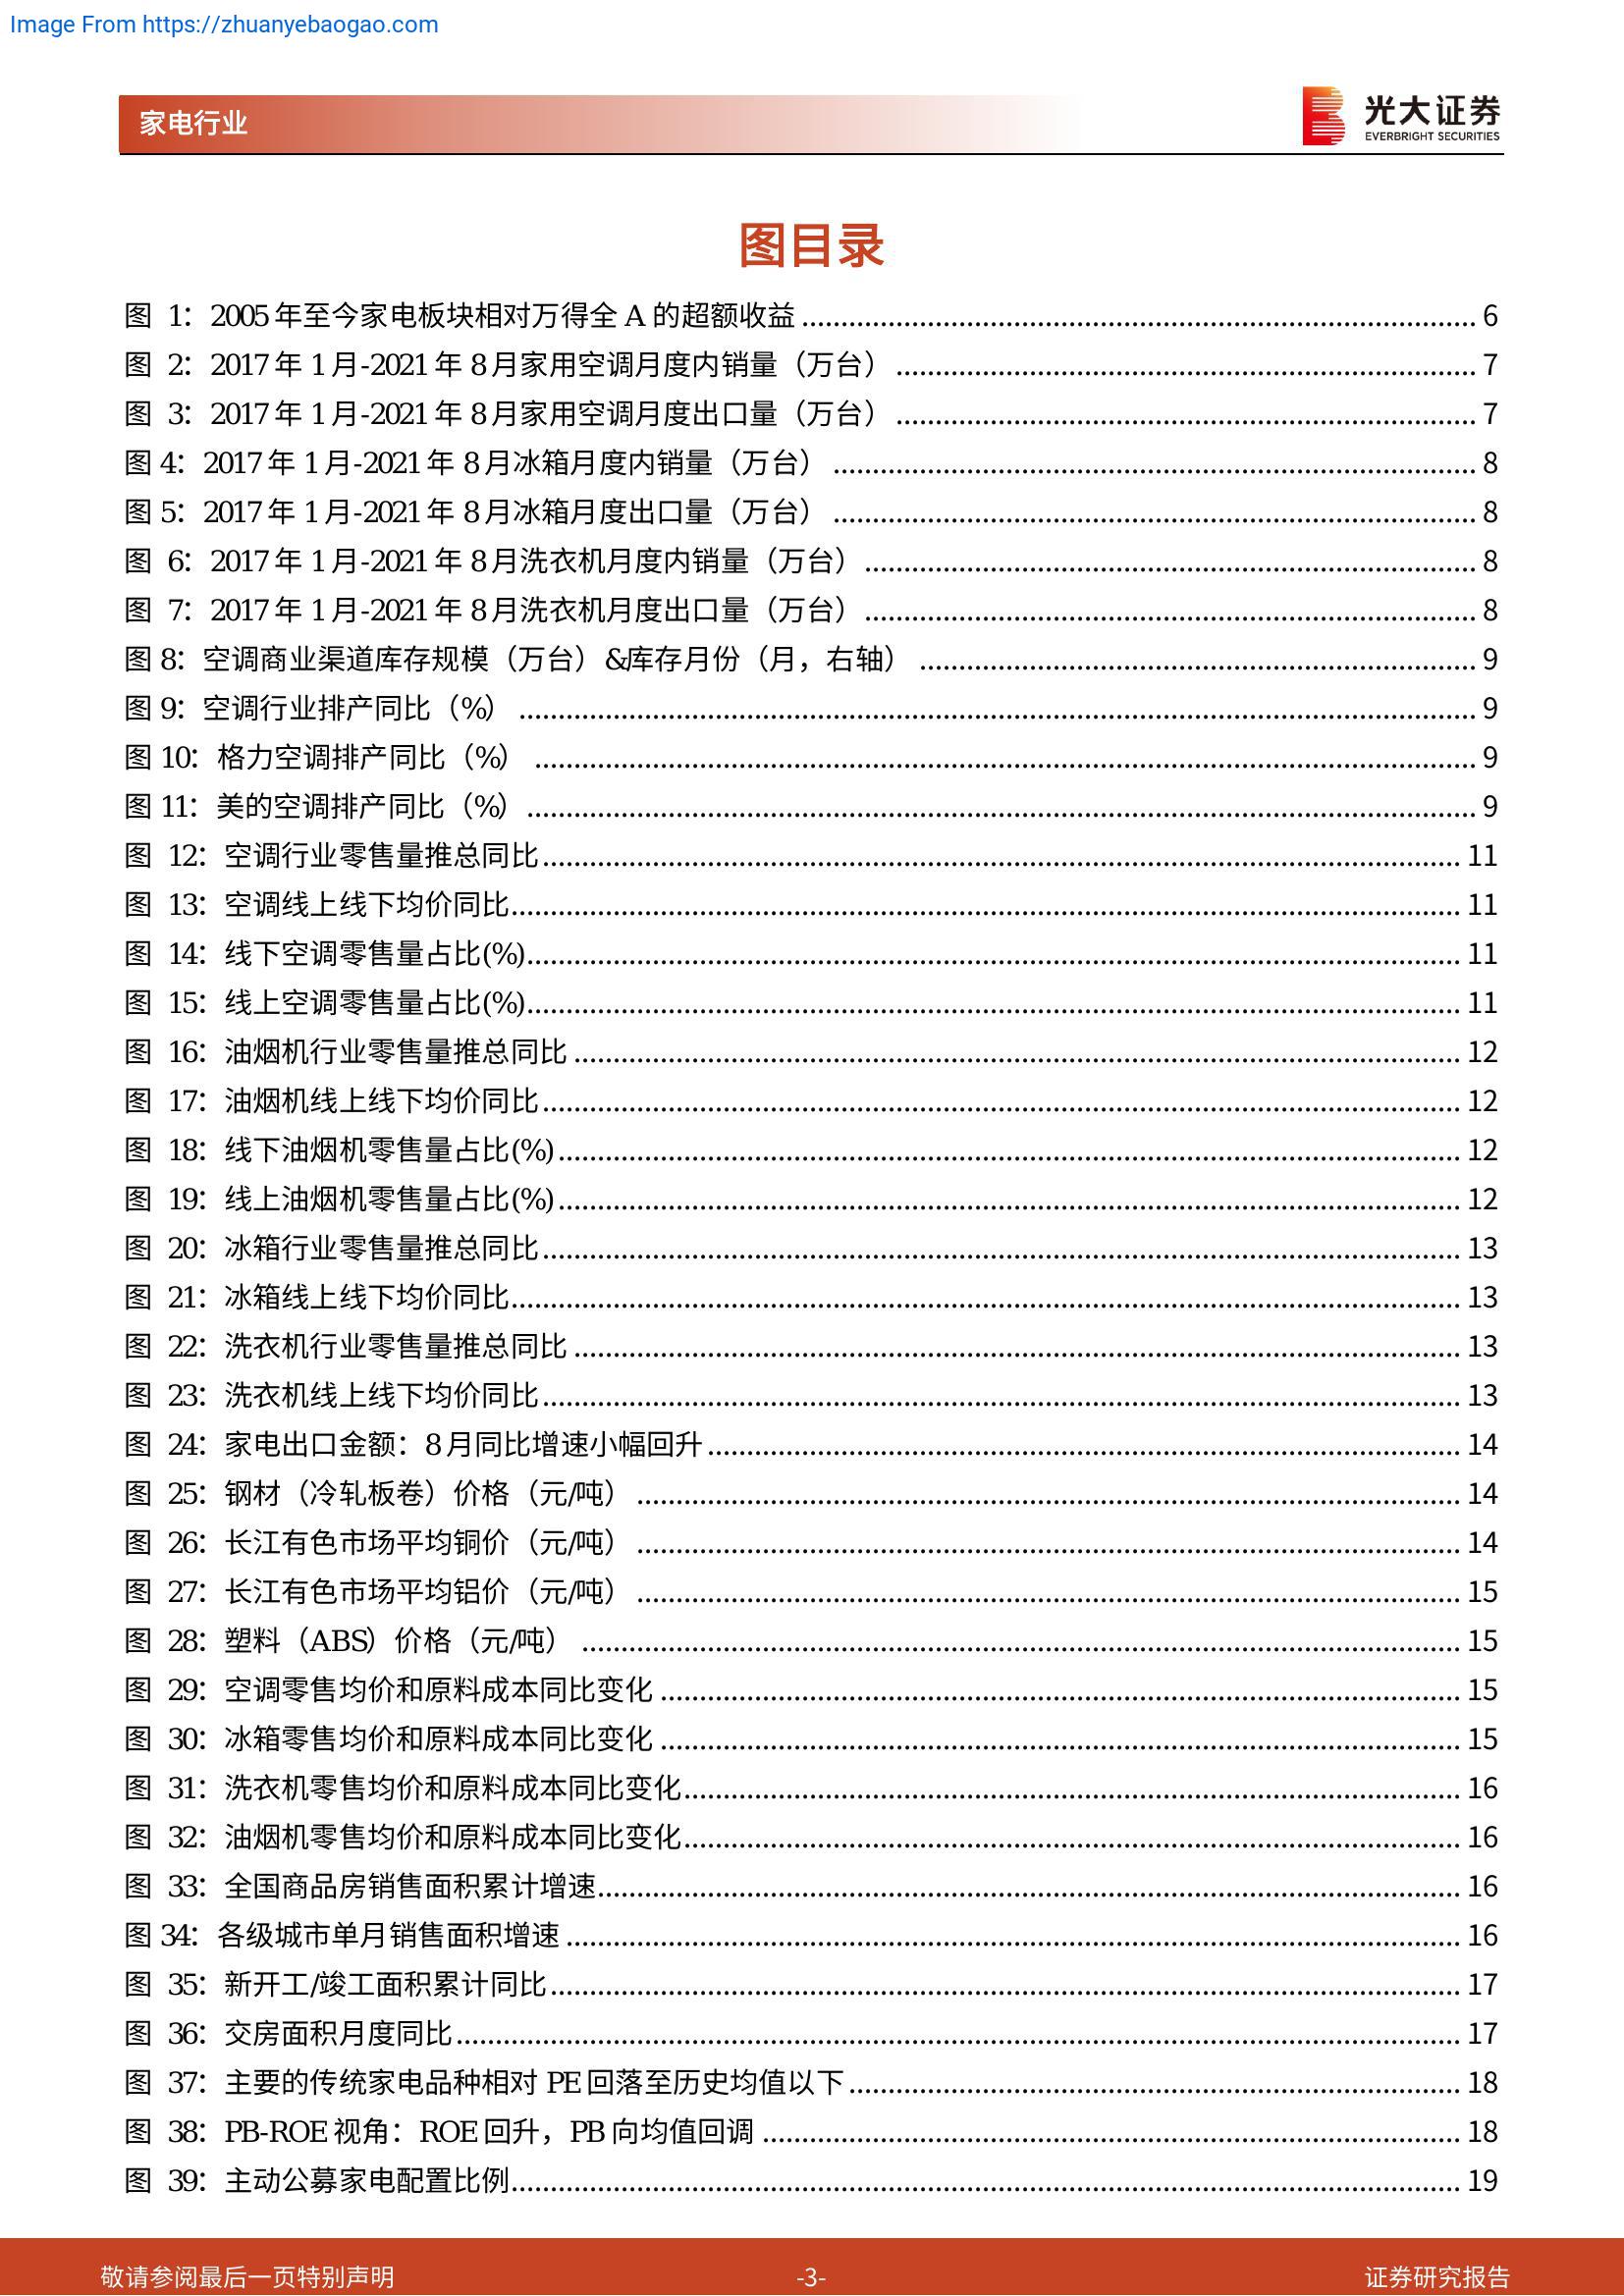 Image From https://zhuanyebaogao.com
家电行业
光大证券
EVERBRIGHT SECURITIES
图目录
图 1：2005 年至今家电板块相对万得全 A 的超额收益 6
图 2：2017 年 1 月-2021 年 8 月家用空调月度内销量（万台） 7
图 3：2017 年 1 月-2021 年 8 月家用空调月度出口量（万台） 7
图 4：2017 年 1 月-2021 年 8 月冰箱月度内销量（万台） 8
图 5：2017 年 1 月-2021 年 8 月冰箱月度出口量（万台） 8
图 6：2017 年 1 月-2021 年 8 月洗衣机月度内销量（万台） 8
图 7：2017 年 1 月-2021 年 8 月洗衣机月度出口量（万台） 8
图 8：空调商业渠道库存规模（万台）&库存月份（月，右轴） 9
图 9：空调行业排产同比（%） 9
图 10：格力空调排产同比（%） 9
图 11：美的空调排产同比（%） 9
图 12：空调行业零售量推总同比 11
图 13：空调线上线下均价同比 11
图 14：线下空调零售量占比(%) 11
图 15：线上空调零售量占比(%) 11
图 16：油烟机行业零售量推总同比 12
图 17：油烟机线上线下均价同比 12
图 18：线下油烟机零售量占比(%) 12
图 19：线上油烟机零售量占比(%) 12
图 20：冰箱行业零售量推总同比 13
图 21：冰箱线上线下均价同比 13
图 22：洗衣机行业零售量推总同比 13
图 23：洗衣机线上线下均价同比 13
图 24：家电出口金额：8 月同比增速小幅回升 14
图 25：钢材（冷轧板卷）价格（元/吨） 14
图 26：长江有色市场平均铜价（元/吨） 14
图 27：长江有色市场平均铝价（元/吨） 15
图 28：塑料（ABS）价格（元/吨） 15
图 29：空调零售均价和原料成本同比变化 15
图 30：冰箱零售均价和原料成本同比变化 15
图 31：洗衣机零售均价和原料成本同比变化 16
图 32：油烟机零售均价和原料成本同比变化 16
图 33：全国商品房销售面积累计增速 16
图 34：各级城市单月销售面积增速 16
图 35：新开工/竣工面积累计同比 17
图 36：交房面积月度同比 17
图 37：主要的传统家电品种相对 PE 回落至历史均值以下 18
图 38：PB-ROE 视角：ROE 回升，PB 向均值回调 18
图 39：主动公募家电配置比例 19
敬请参阅最后一页特别声明
-3-
证券研究报告